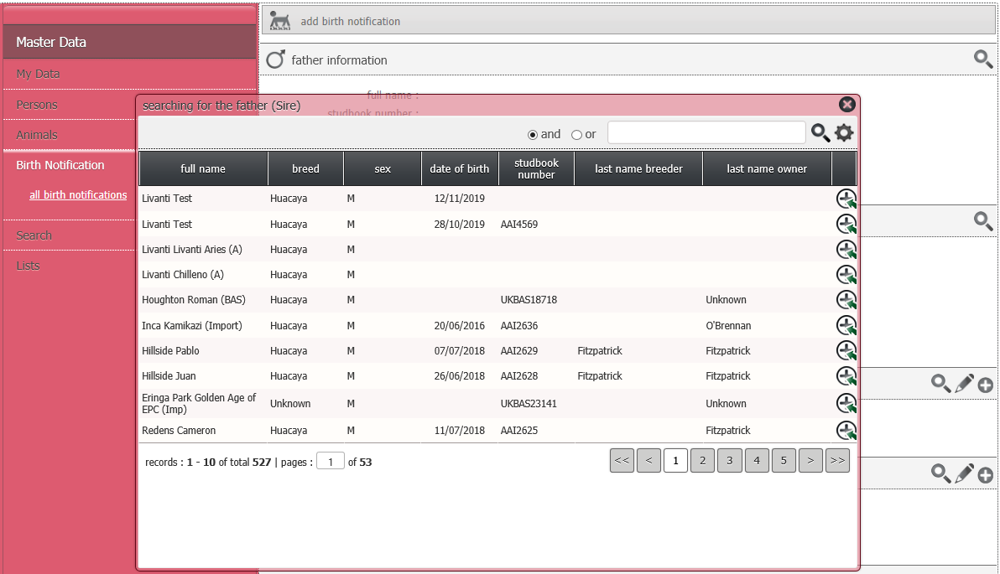 add birth notification
Master Data
father information
My Data
full name :
Persons
searching for the father (Sire)
studbook number :
Animals
and or
Birth Notification
all birth notifications
Search
Lists
full name breed sex date of birth studbook number last name breeder last name owner
Livanti Test Huacaya M 12/11/2019
Livanti Test Huacaya M 28/10/2019 AAI4569
Livanti Livanti Aries (A) Huacaya M
Livanti Chilleno (A) Huacaya M
Houghton Roman (BAS) Huacaya M UKBAS18718 Unknown
Inca Kamikazi (Import) Huacaya M 20/06/2016 AAI2636 O'Brennan
Hillside Pablo Huacaya M 07/07/2018 AAI2629 Fitzpatrick Fitzpatrick
Hillside Juan Huacaya M 26/06/2018 AAI2628 Fitzpatrick Fitzpatrick
Eringa Park Golden Age of
EPC (Imp) Unknown M UKBAS23141 Unknown
Redens Cameron Huacaya M 11/07/2018 AAI2625 Fitzpatrick
records : 1 - 10 of total 527 | pages : 1 of 53 << < 1 2 3 4 5 > >>